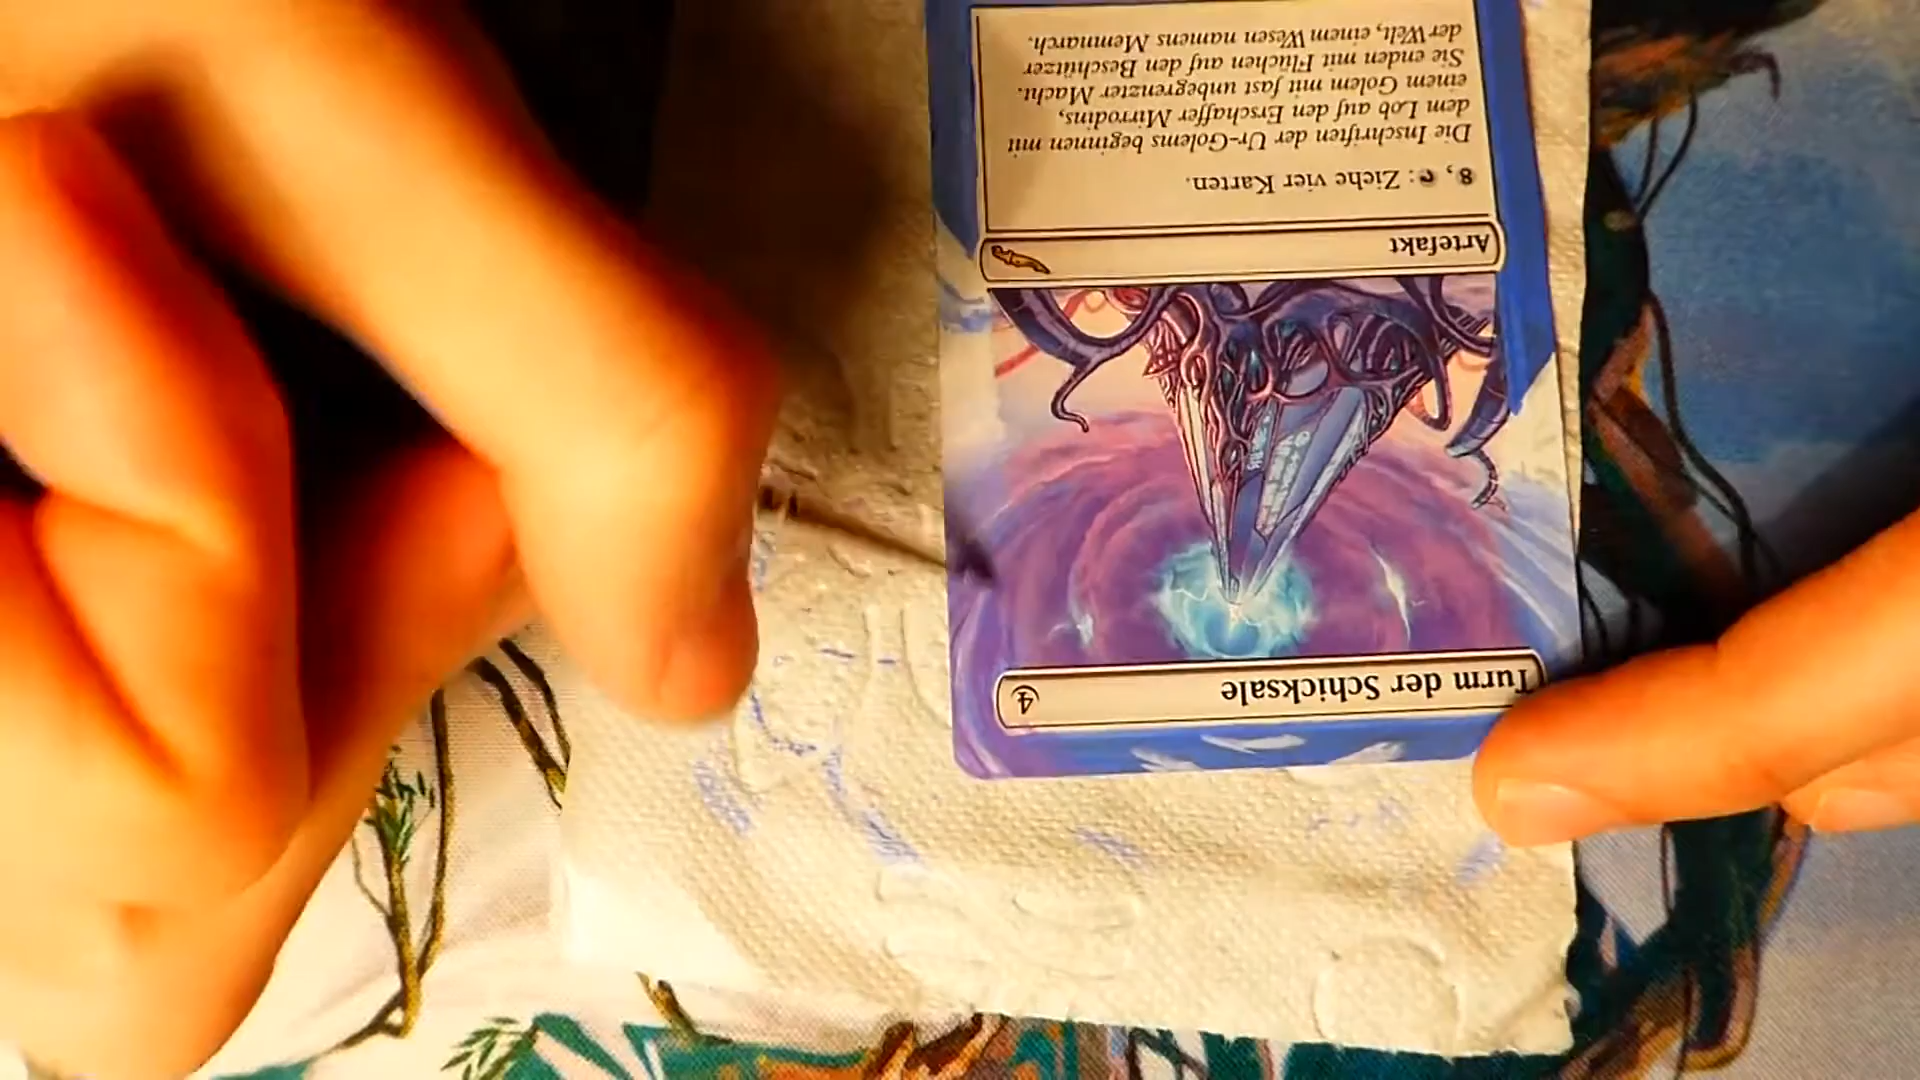 Turm der Schicksale
4
Artefakt
8, : Ziehe vier Karten.
Die Inschriften der Ur-Golems beginnen mit
dem Lob auf den Erschaffer Mirrodins,
einem Golem mit fast unbegrenzter Macht.
Sie enden mit Flüchen auf den Beschützer
der Welt, einem Wesen namens Memnarch.